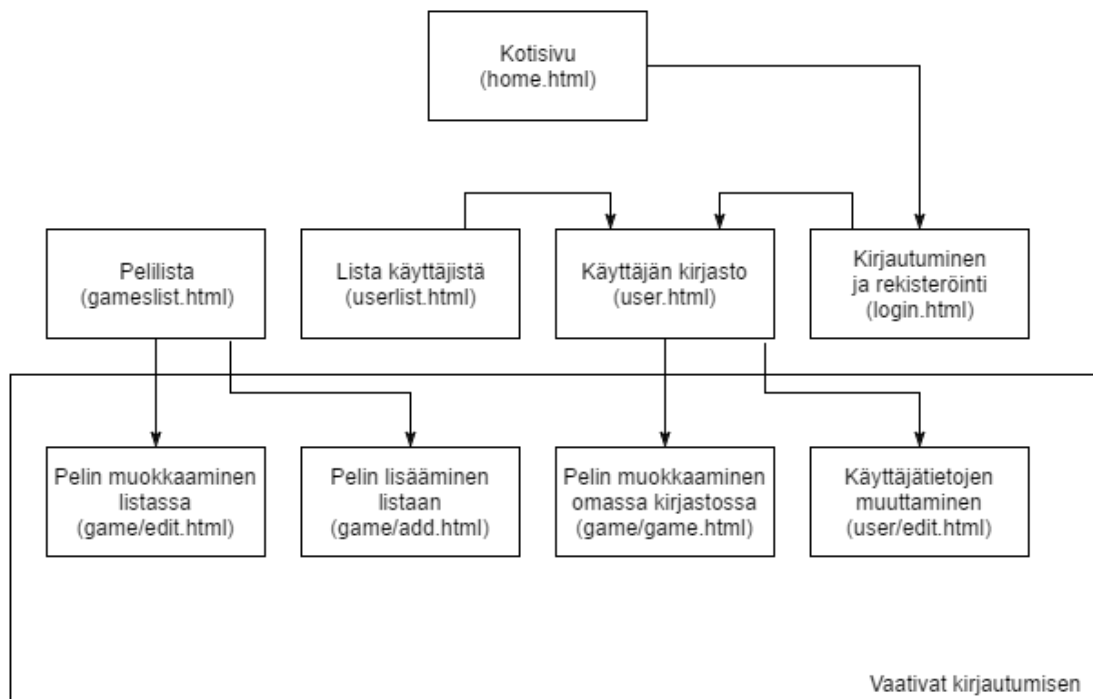 Kotisivu
(home.html)
Pelilista
(gameslist.html)
Lista käyttäjistä
(userlist.html)
Käyttäjän kirjasto
(user.html)
Kirjautuminen
ja rekisteröinti
(login.html)
Pelin muokkaaminen
listassa
(game/edit.html)
Pelin lisääminen
listaan
(game/add.html)
Pelin muokkaaminen
omassa kirjastossa
(game/game.html)
Käyttäjätietojen
muuttaminen
(user/edit.html)
Vaativat kirjautumisen